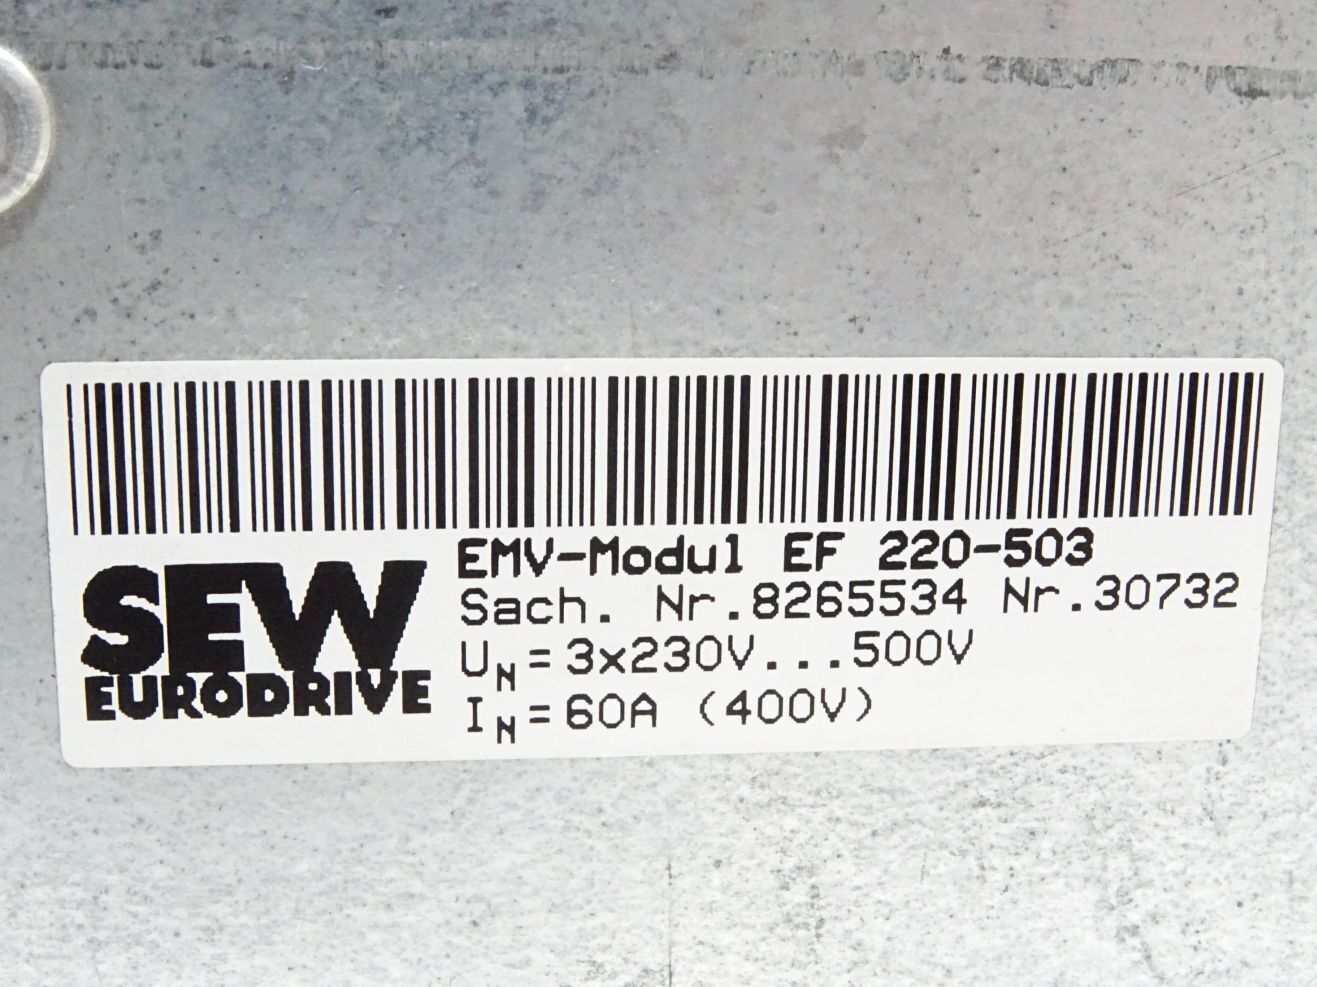 EMV-Modul EF 220-503
Sach. Nr.8265534 Nr.30732
UN=3x230V...500V
IN=60A (400V)
SEW
EURODRIVE